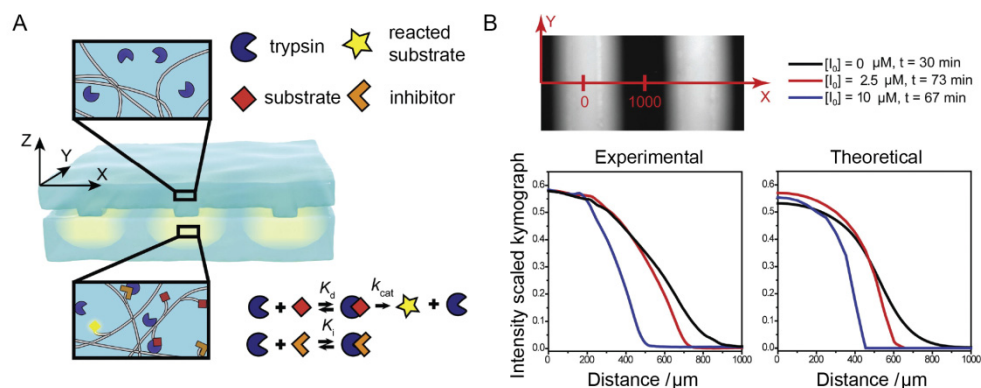 A
trypsin
reacted
substrate
substrate
inhibitor
Z
Y
X
K_d
k_cat
+ ⇌ → +
K_i
+ ⇌
B
Y
0
1000
X
[I₀] = 0 μM, t = 30 min
[I₀] = 2.5 μM, t = 73 min
[I₀] = 10 μM, t = 67 min
Experimental
Theoretical
Intensity scaled kymograph
0.6
0.5
0.4
0.3
0.2
0.1
0.0
0 200 400 600 800 1000
Distance /μm
0.6
0.5
0.4
0.3
0.2
0.1
0.0
0 200 400 600 800 1000
Distance /μm